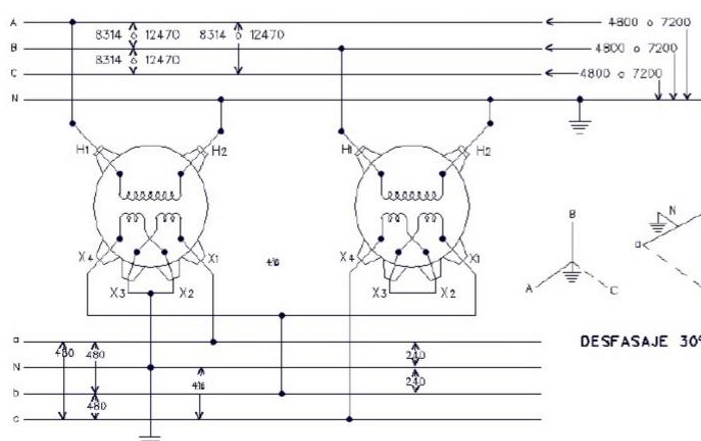 A
8314 ó 12470 8314 ó 12470
4800 o 7200
B
4800 o 7200
8314 ó 12470
C
4800 o 7200
N
H1 H2 H1 H2
X4 X1 416 X4 X1
X3 X2 X3 X2
B
A C
N
a
DESFASAJE 30°
a
480 480 240
N
416 240
b
480
c